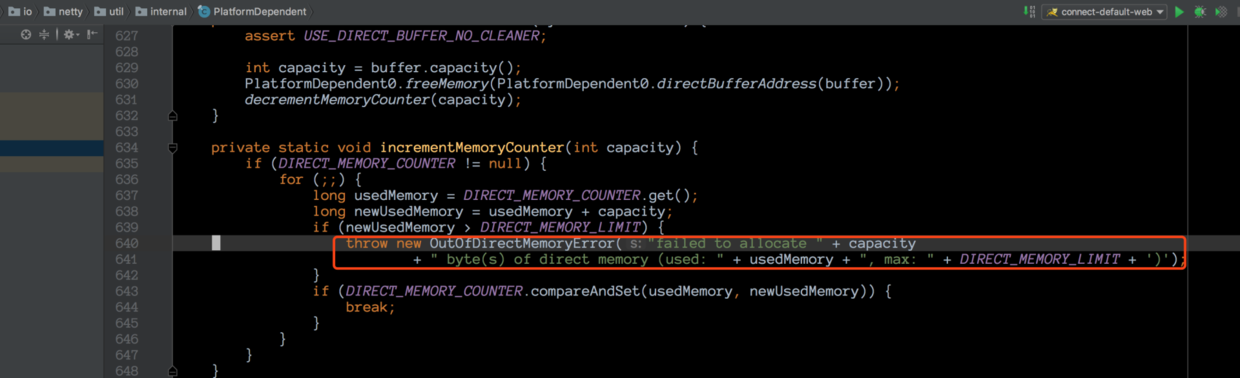 io netty util internal PlatformDependent connect-default-web
627 assert USE_DIRECT_BUFFER_NO_CLEANER;
628
629 int capacity = buffer.capacity();
630 PlatformDependent0.freeMemory(PlatformDependent0.directBufferAddress(buffer));
631 decrementMemoryCounter(capacity);
632 }
633
634 private static void incrementMemoryCounter(int capacity) {
635 if (DIRECT_MEMORY_COUNTER != null) {
636 for (;;) {
637 long usedMemory = DIRECT_MEMORY_COUNTER.get();
638 long newUsedMemory = usedMemory + capacity;
639 if (newUsedMemory > DIRECT_MEMORY_LIMIT) {
640 throw new OutOfDirectMemoryError( s: "failed to allocate " + capacity
641 + " byte(s) of direct memory (used: " + usedMemory + ", max: " + DIRECT_MEMORY_LIMIT + ')');
642 }
643 if (DIRECT_MEMORY_COUNTER.compareAndSet(usedMemory, newUsedMemory)) {
644 break;
645 }
646 }
647 }
648 }